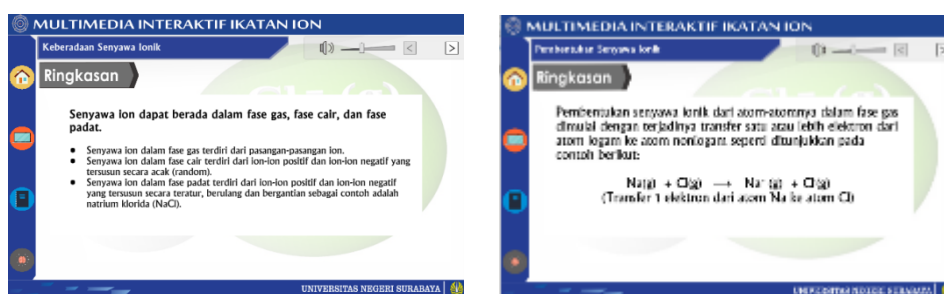 MULTIMEDIA INTERAKTIF IKATAN ION
Keberadaan Senyawa Ionik
Ringkasan
Senyawa ion dapat berada dalam fase gas, fase cair, dan fase
padat.
• Senyawa ion dalam fase gas terdiri dari pasangan-pasangan ion.
• Senyawa ion dalam fase cair terdiri dari ion-ion positif dan ion-ion negatif yang
tersusun secara acak (random).
• Senyawa ion dalam fase padat terdiri dari ion-ion positif dan ion-ion negatif
yang tersusun secara teratur, berulang dan bergantian sebagai contoh adalah
natrium klorida (NaCl).
UNIVERSITAS NEGERI SURABAYA
MULTIMEDIA INTERAKTIF IKATAN ION
Pembentukan Senyawa Ionik
Ringkasan
Pembentukan senyawa ionik dari atom-atomnya dalam fase gas
dimulai dengan terjadinya transfer satu atau lebih elektron dari
atom logam ke atom nonlogam seperti ditunjukkan pada
contoh berikut:
Na(g) + Cl(g) → Na (g) + Cl(g)
(Transfer 1 elektron dari atom Na ke atom Cl)
UNIVERSITAS NEGERI SURABAYA